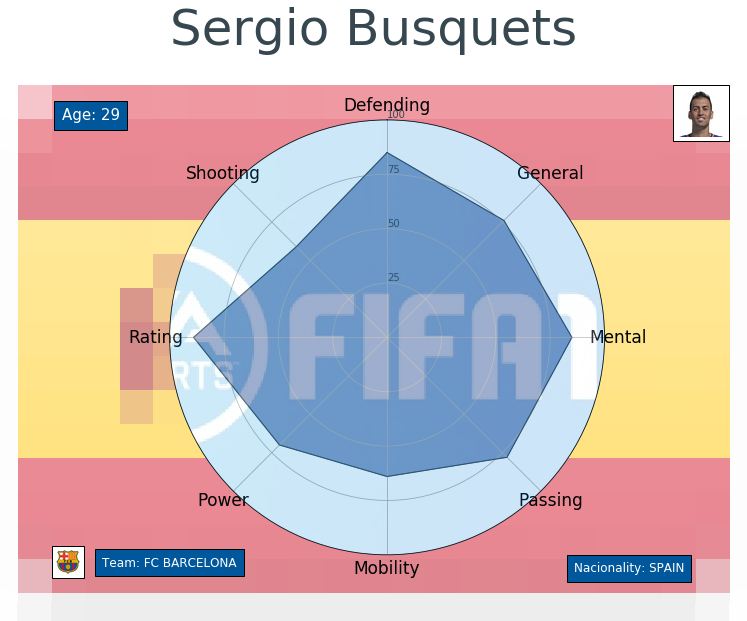 Sergio Busquets
Defending
100
Age: 29
75
Shooting
General
50
25
FIFA 1
Rating
Mental
RTS
Power
Passing
Team: FC BARCELONA
Mobility
Nacionality: SPAIN